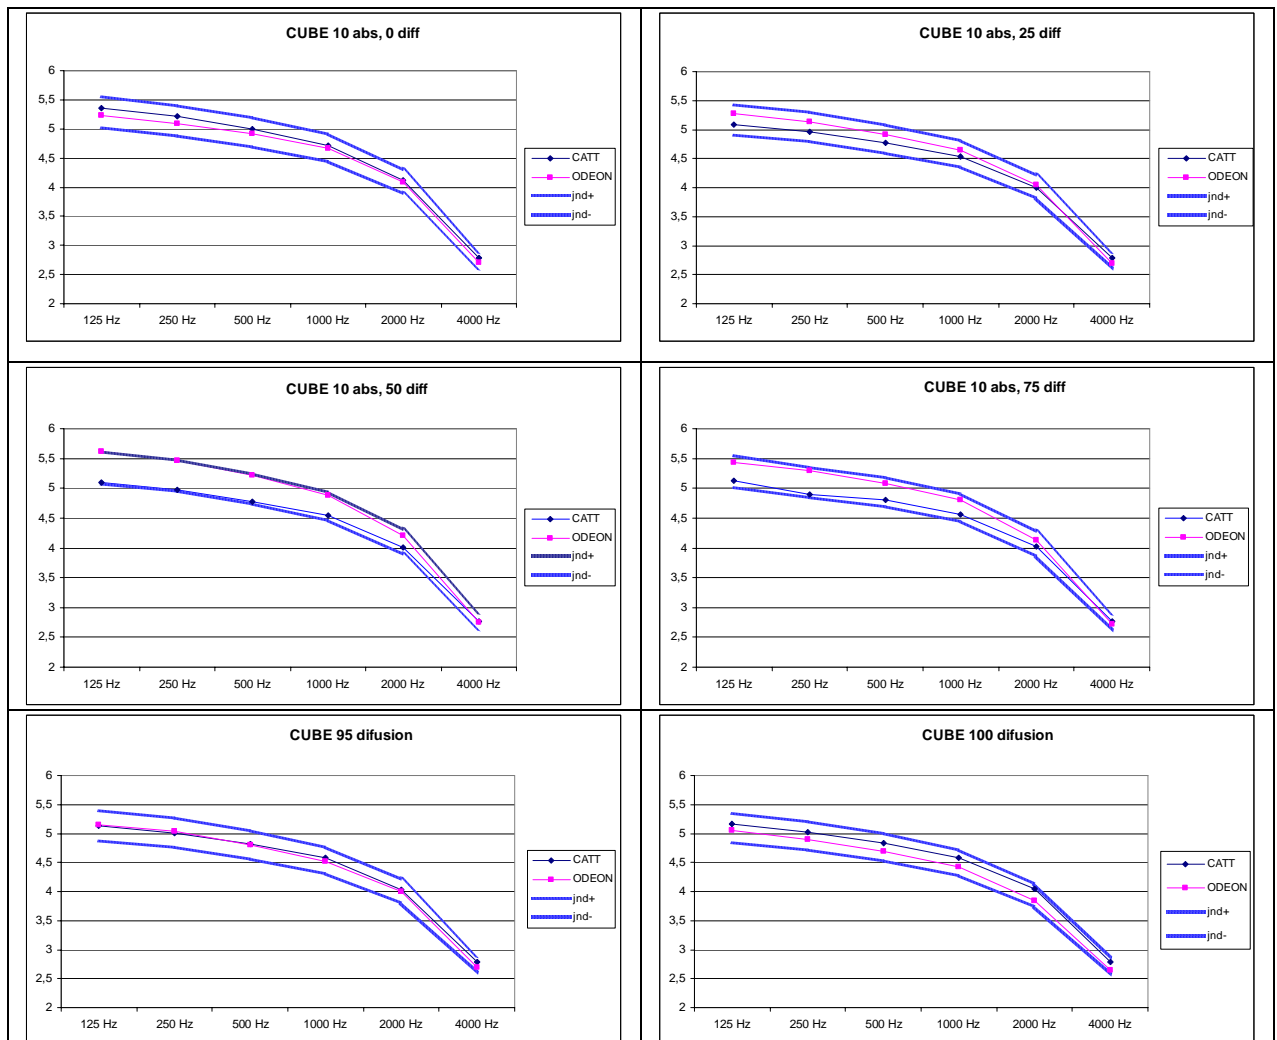 CUBE 10 abs, 0 diff
6
5,5
5
4,5
4
3,5
3
2,5
2
125 Hz 250 Hz 500 Hz 1000 Hz 2000 Hz 4000 Hz
CATT
ODEON
jnd+
jnd-
CUBE 10 abs, 25 diff
6
5,5
5
4,5
4
3,5
3
2,5
2
125 Hz 250 Hz 500 Hz 1000 Hz 2000 Hz 4000 Hz
CATT
ODEON
jnd+
jnd-
CUBE 10 abs, 50 diff
6
5,5
5
4,5
4
3,5
3
2,5
2
125 Hz 250 Hz 500 Hz 1000 Hz 2000 Hz 4000 Hz
CATT
ODEON
jnd+
jnd-
CUBE 10 abs, 75 diff
6
5,5
5
4,5
4
3,5
3
2,5
2
125 Hz 250 Hz 500 Hz 1000 Hz 2000 Hz 4000 Hz
CATT
ODEON
jnd+
jnd-
CUBE 95 difusion
6
5,5
5
4,5
4
3,5
3
2,5
2
125 Hz 250 Hz 500 Hz 1000 Hz 2000 Hz 4000 Hz
CATT
ODEON
jnd+
jnd-
CUBE 100 difusion
6
5,5
5
4,5
4
3,5
3
2,5
2
125 Hz 250 Hz 500 Hz 1000 Hz 2000 Hz 4000 Hz
CATT
ODEON
jnd+
jnd-